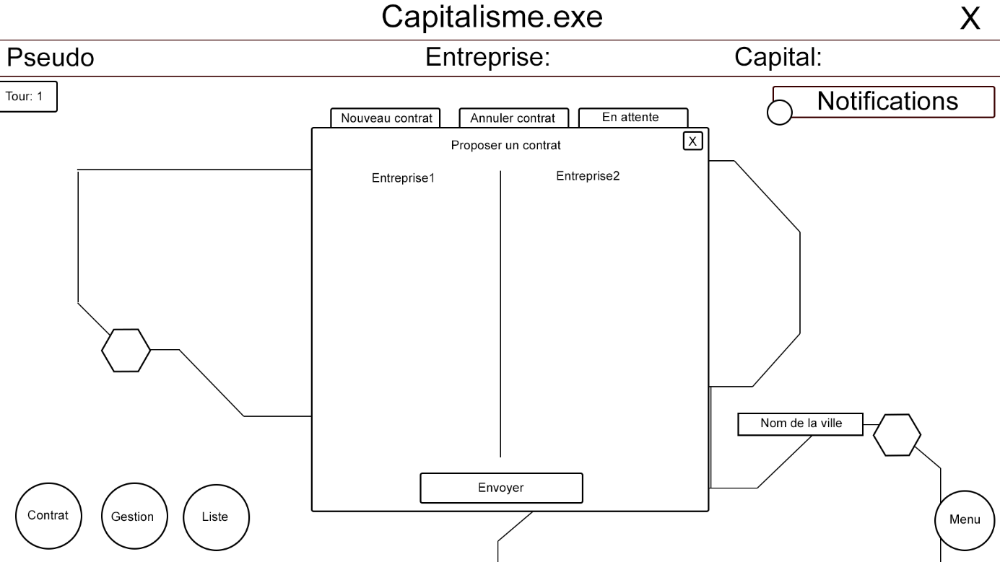 Capitalisme.exe
X
Pseudo
Entreprise:
Capital:
Tour: 1
Notifications
Nouveau contrat
Annuler contrat
En attente
Proposer un contrat
X
Entreprise1
Entreprise2
Nom de la ville
Envoyer
Contrat
Gestion
Liste
Menu